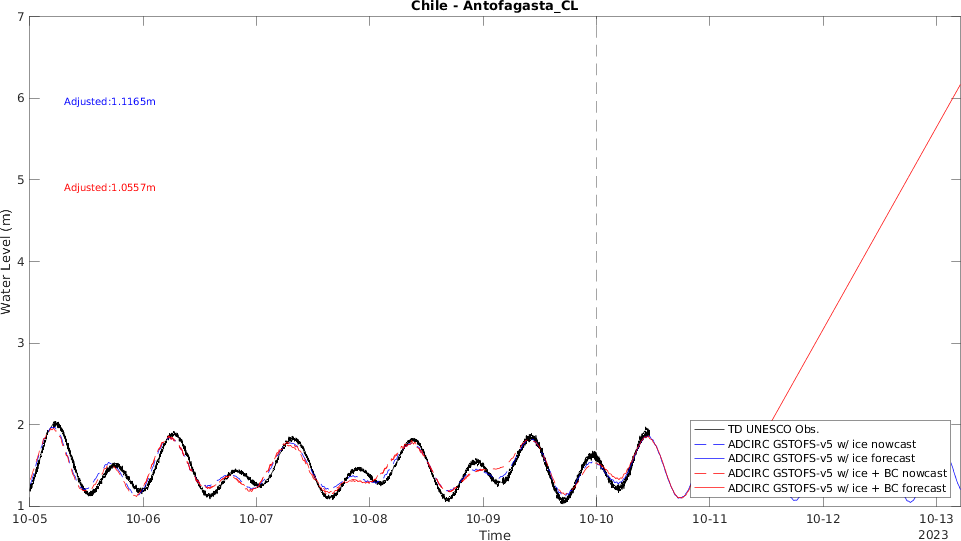 Chile - Antofagasta_CL
7
6
5
4
3
2
1
Water Level (m)
Adjusted:1.1165m
Adjusted:1.0557m
TD UNESCO Obs.
ADCIRC GSTOFS-v5 w/ ice nowcast
ADCIRC GSTOFS-v5 w/ ice forecast
ADCIRC GSTOFS-v5 w/ ice + BC nowcast
ADCIRC GSTOFS-v5 w/ ice + BC forecast
10-05 10-06 10-07 10-08 10-09 10-10 10-11 10-12 10-13
Time
2023